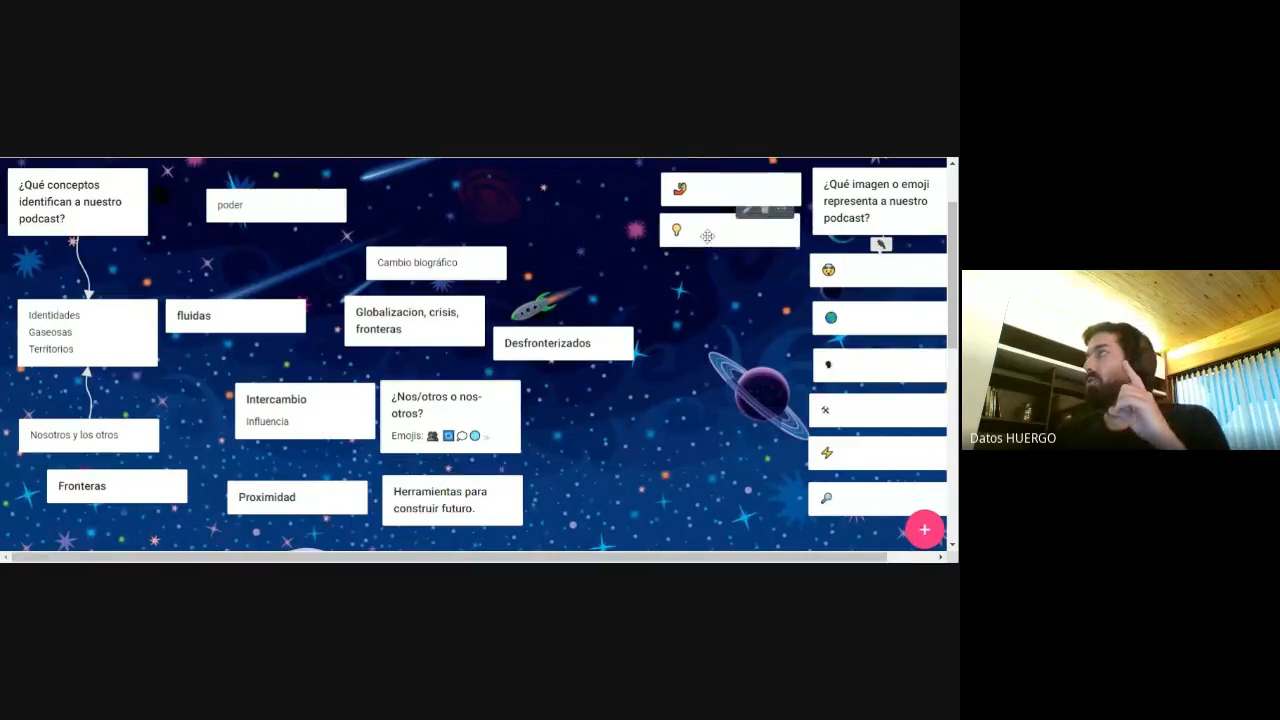 ¿Qué conceptos
identifican a nuestro
podcast?
poder
¿Qué imagen o emoji
representa a nuestro
podcast?
Cambio biográfico
Identidades
Gaseosas
Territorios
fluidas
Globalizacion, crisis,
fronteras
Desfronterizados
Intercambio
Influencia
¿Nos/otros o nos-
otros?
Emojis:
Nosotros y los otros
Fronteras
Proximidad
Herramientas para
construir futuro.
Datos HUERGO